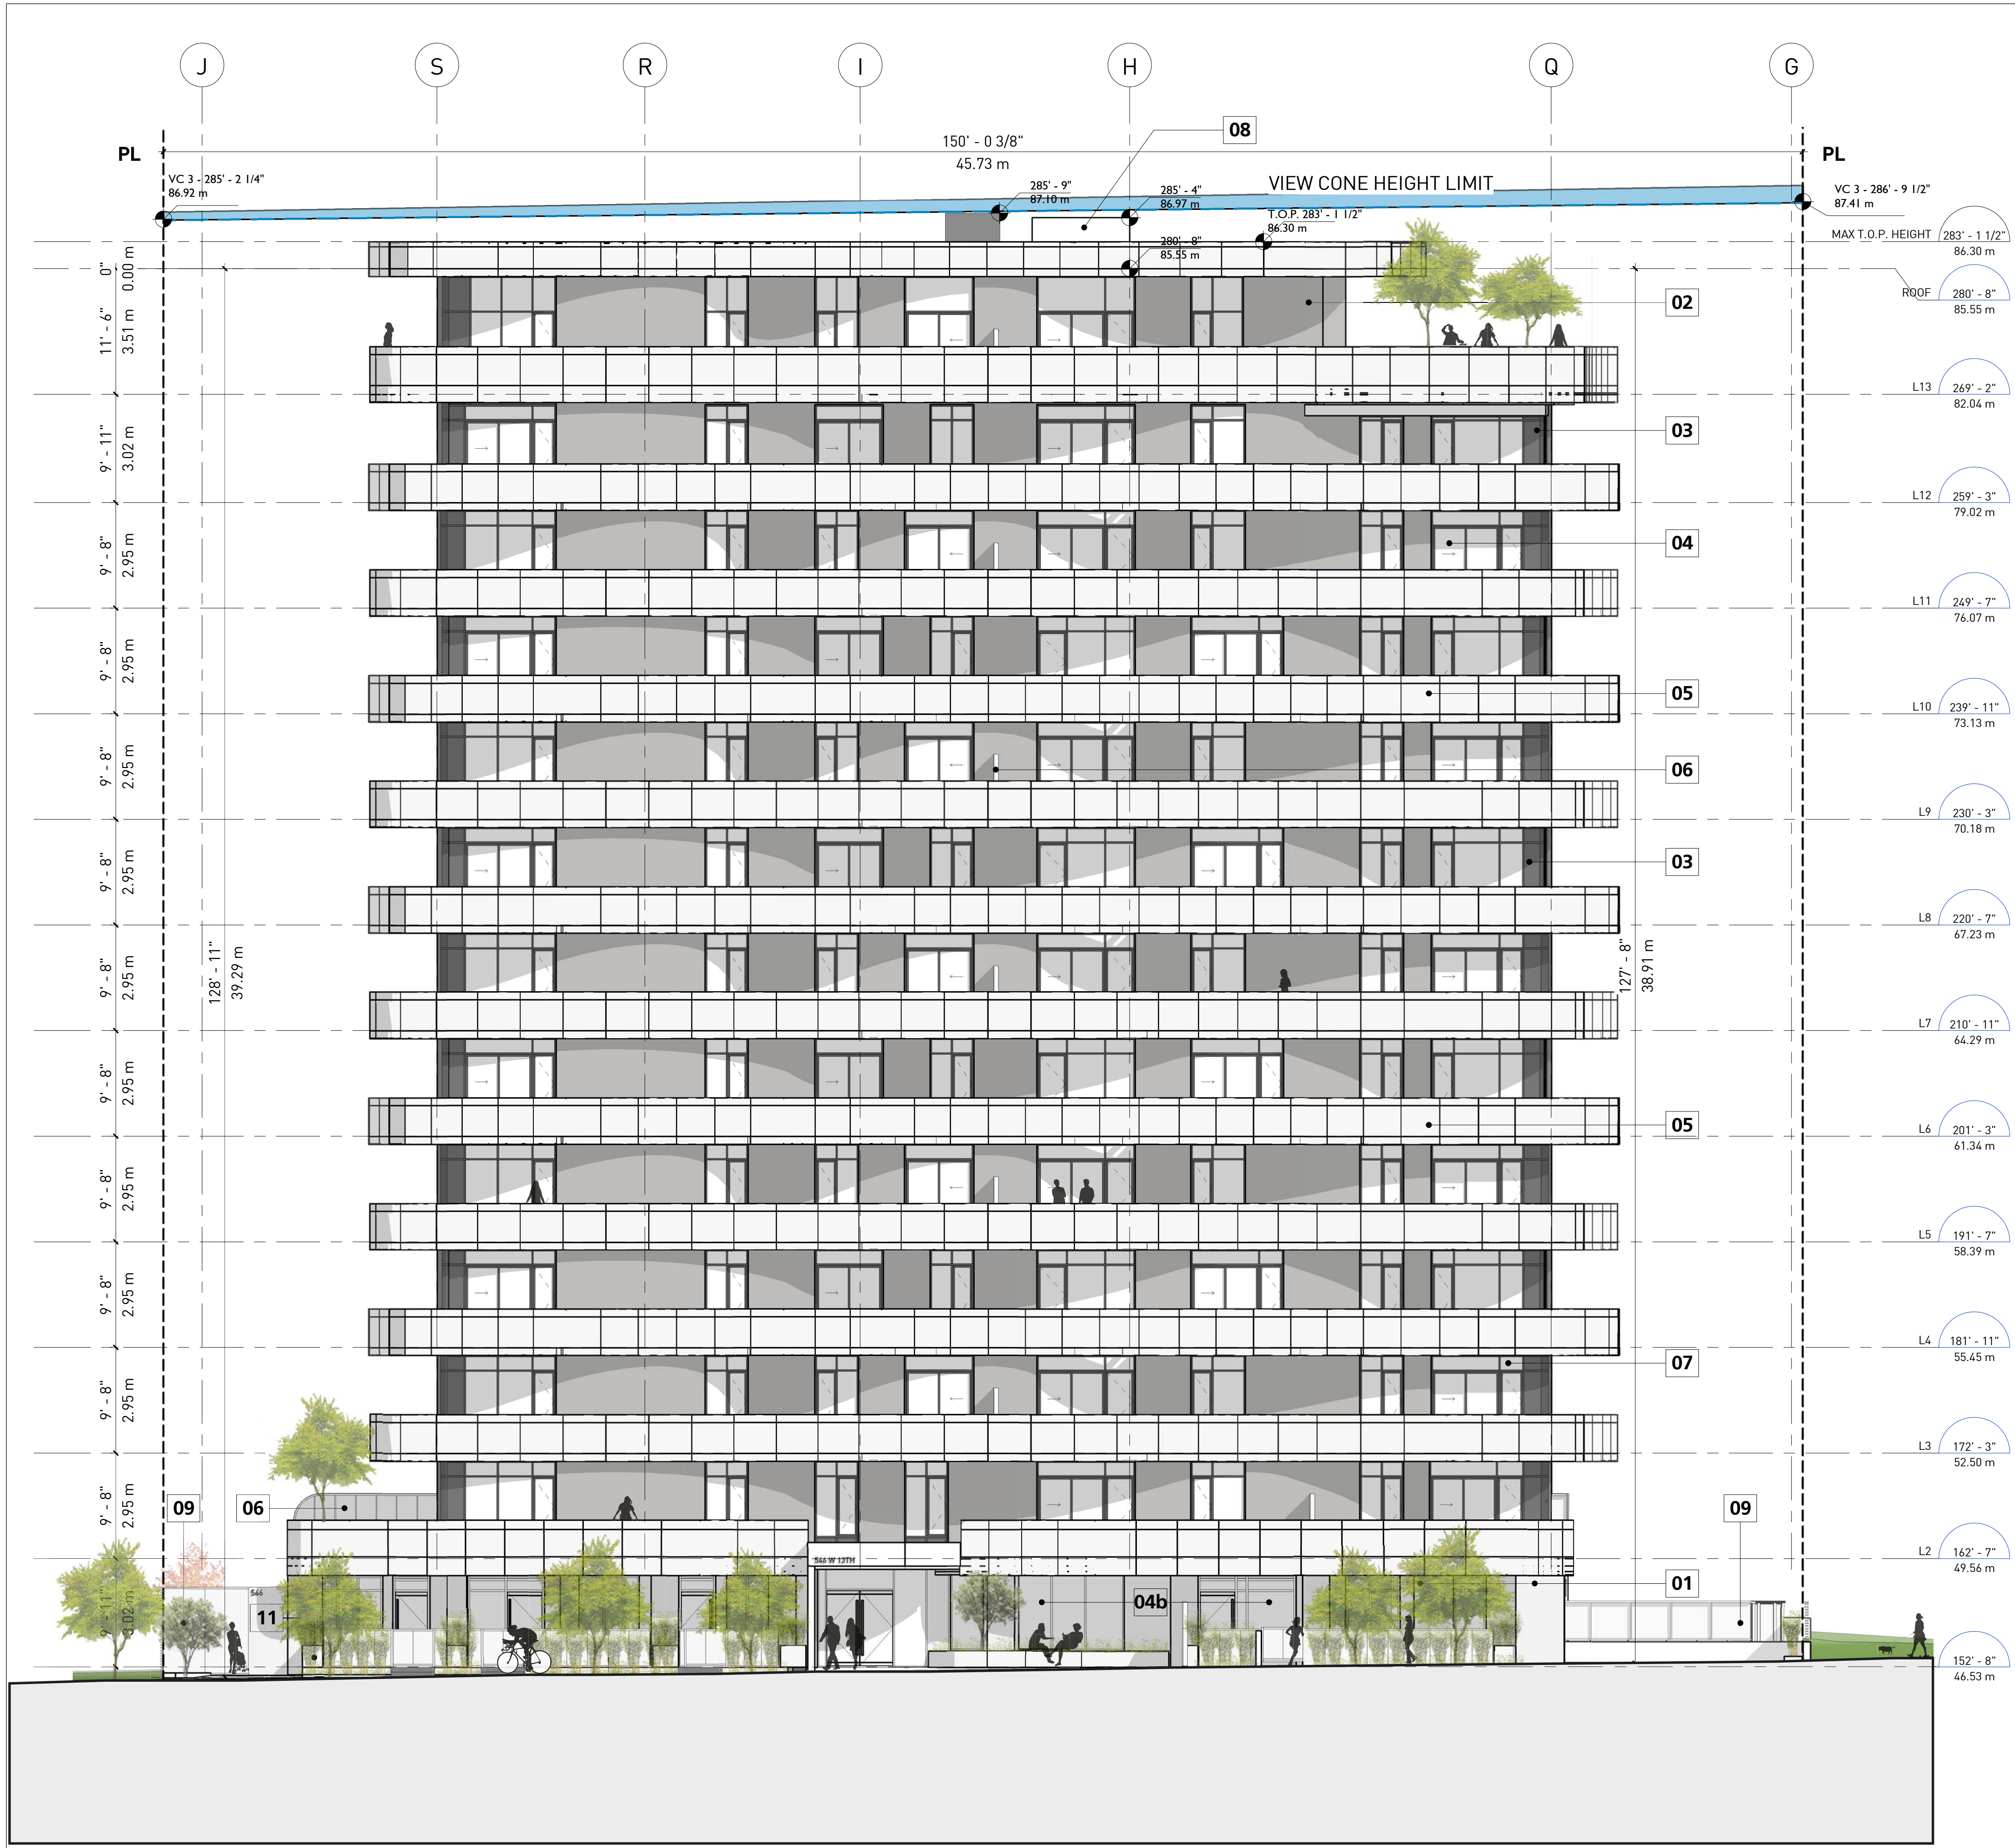 J
S
R
I
H
Q
G
08
150' - 0 3/8"
45.73 m
PL
PL
VC 3 - 285' - 2 1/4"
86.92 m
285' - 9"
87.10 m
285' - 4"
86.97 m
VIEW CONE HEIGHT LIMIT
VC 3 - 286' - 9 1/2"
87.41 m
T.O.P. 283' - 1 1/2"
86.30 m
MAX T.O.P. HEIGHT 283' - 1 1/2"
86.30 m
280' - 8"
85.55 m
0"
0.00 m
ROOF 280' - 8"
85.55 m
02
11' - 6"
3.51 m
L13 269' - 2"
82.04 m
03
9' - 11"
3.02 m
L12 259' - 3"
79.02 m
04
9' - 8"
2.95 m
L11 249' - 7"
76.07 m
9' - 8"
2.95 m
05
L10 239' - 11"
73.13 m
06
9' - 8"
2.95 m
L9 230' - 3"
70.18 m
03
9' - 8"
2.95 m
L8 220' - 7"
67.23 m
128' - 11"
39.29 m
127' - 8"
38.91 m
9' - 8"
2.95 m
L7 210' - 11"
64.29 m
9' - 8"
2.95 m
05
L6 201' - 3"
61.34 m
9' - 8"
2.95 m
L5 191' - 7"
58.39 m
9' - 8"
2.95 m
L4 181' - 11"
55.45 m
07
9' - 8"
2.95 m
L3 172' - 3"
52.50 m
9' - 8"
2.95 m
09
06
09
546 W 13TH
L2 162' - 7"
49.56 m
546
01
04b
11
9' - 11"
3.02 m
152' - 8"
46.53 m